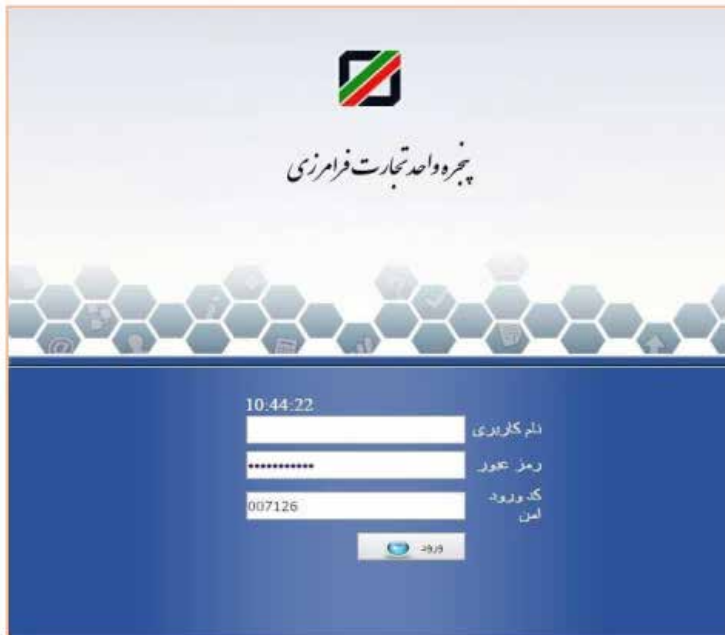 پنجره واحد تجارت فرامرزی
10:44:22
نام کاربری
رمز عبور
•••••••••••
کد ورود
امن
007126
ورود